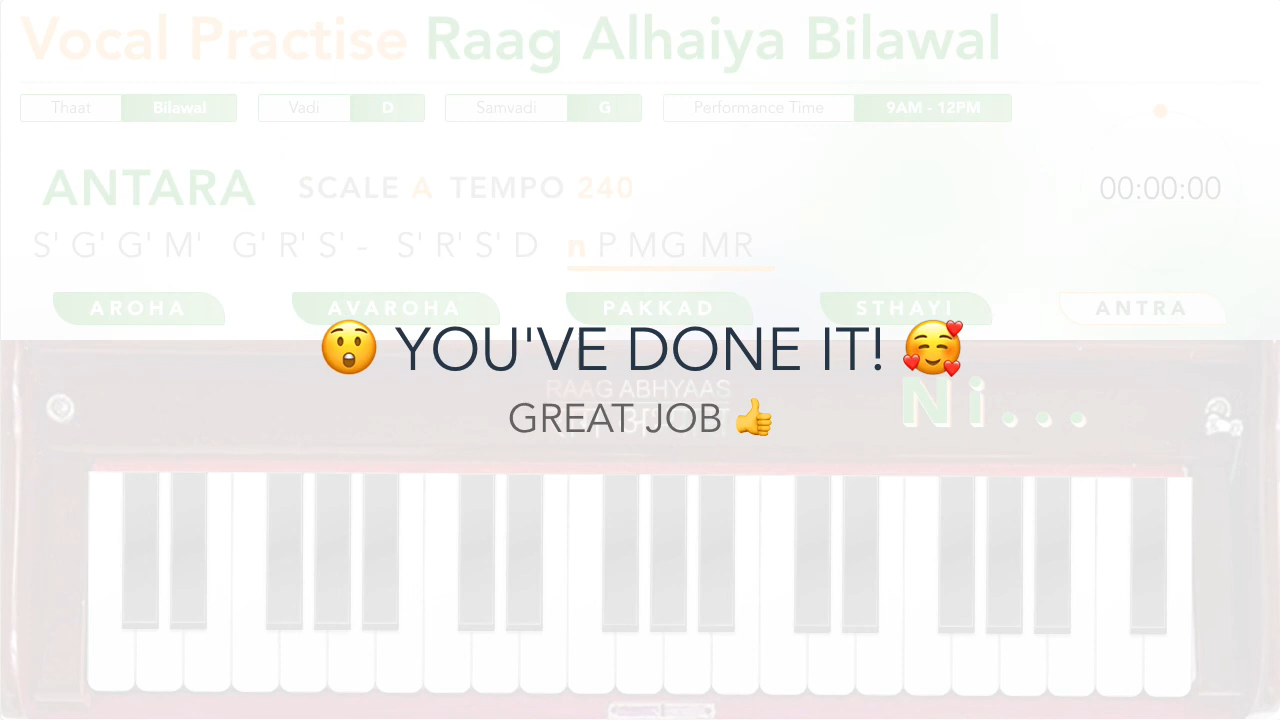 Vocal Practise Raag Alhaiya Bilawal
Thaat Bilawal Vadi D Samvadi G Performance Time 9AM - 12PM
ANTARA SCALE A TEMPO 240 00:00:00
S' G' G' M' G' R' S' - S' R' S' D n P MG MR
AROHA AVAROHA PAKKAD STHAYI ANTRA
😲 YOU'VE DONE IT! 🥰
RAAG ABHYAAS
Ni...
GREAT JOB 👍